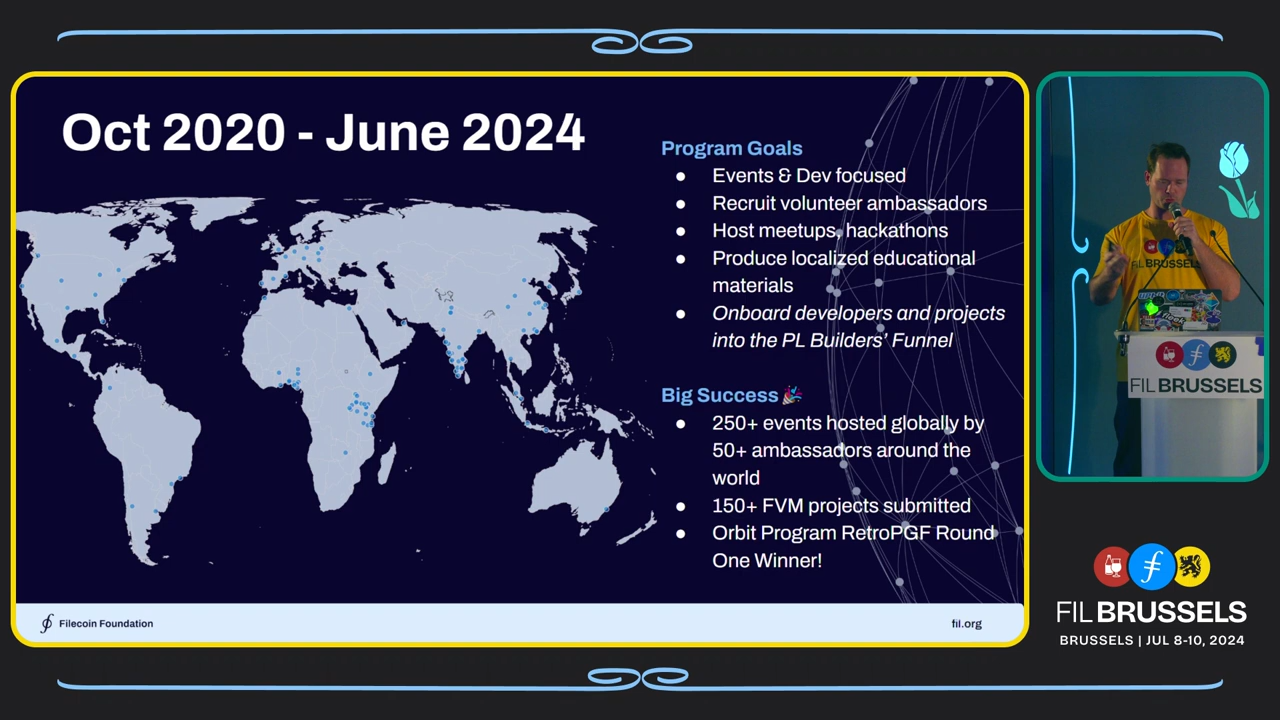 Oct 2020 - June 2024
Program Goals
● Events & Dev focused
● Recruit volunteer ambassadors
● Host meetups, hackathons
● Produce localized educational
materials
● Onboard developers and projects
into the PL Builders’ Funnel
Big Success 🎉
● 250+ events hosted globally by
50+ ambassadors around the
world
● 150+ FVM projects submitted
● Orbit Program RetroPGF Round
One Winner!
Filecoin Foundation
fil.org
FIL BRUSSELS
FIL BRUSSELS
FIL BRUSSELS
BRUSSELS | JUL 8-10, 2024